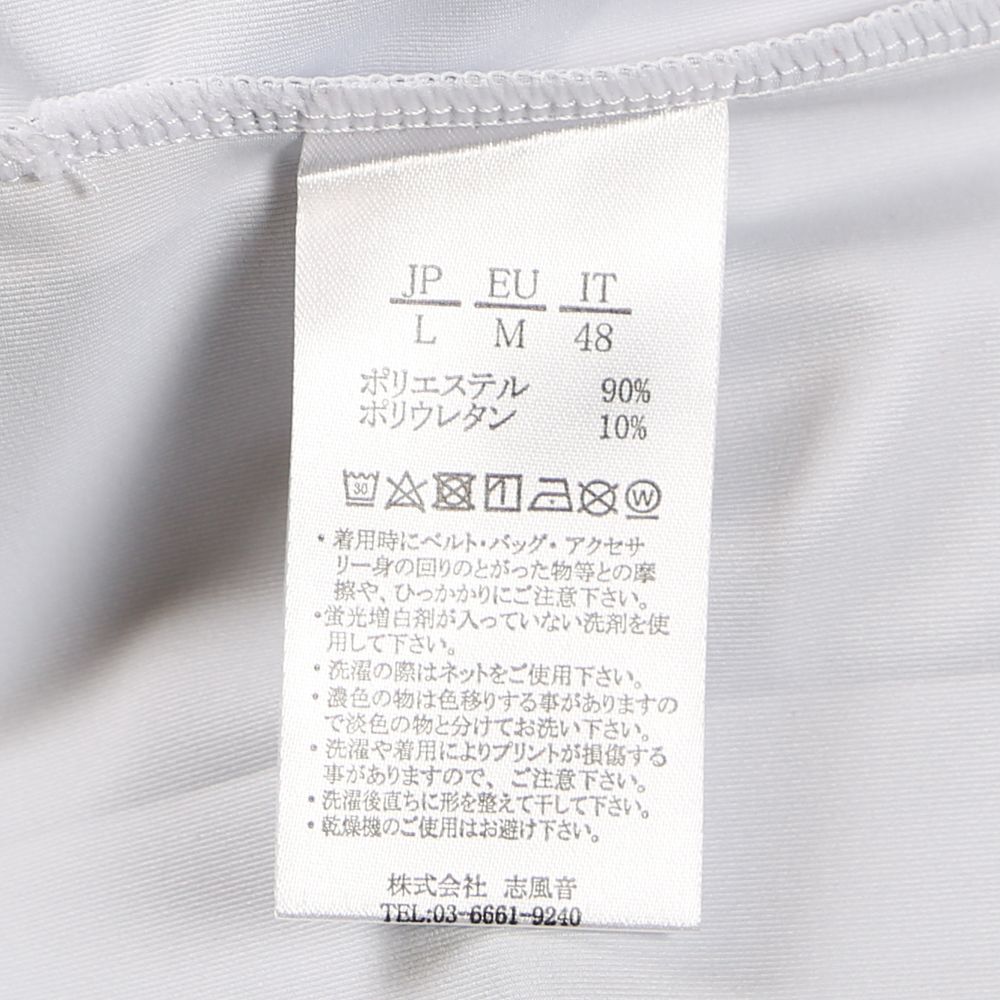 JP EU IT
L M 48
ポリエステル 90%
ポリウレタン 10%
30 W
・着用時にベルト・バッグ・アクセサ
リー身の回りのとがった物等との摩
擦や、ひっかかりにご注意下さい。
・蛍光増白剤が入っていない洗剤を使
用して下さい。
・洗濯の際はネットをご使用下さい。
・濃色の物は色移りする事がありますの
で淡色の物と分けてお洗い下さい。
・洗濯や着用によりプリントが損傷する
事がありますので、ご注意下さい。
・洗濯後直ちに形を整えて干して下さい。
・乾燥機のご使用はお避け下さい。
株式会社 志風音
TEL:03-6661-9240